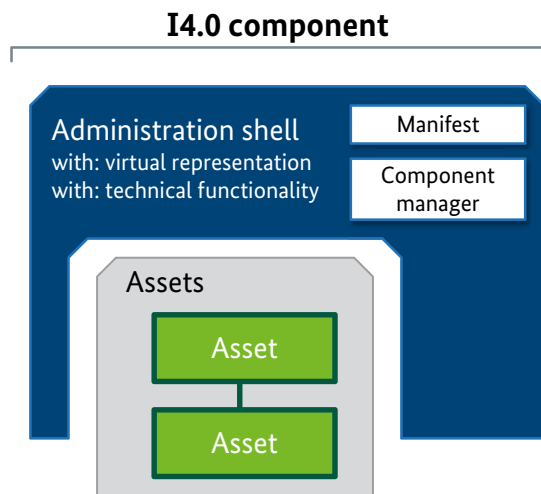 I4.0 component
Administration shell
with: virtual representation
with: technical functionality
Manifest
Component
manager
Assets
Asset
Asset